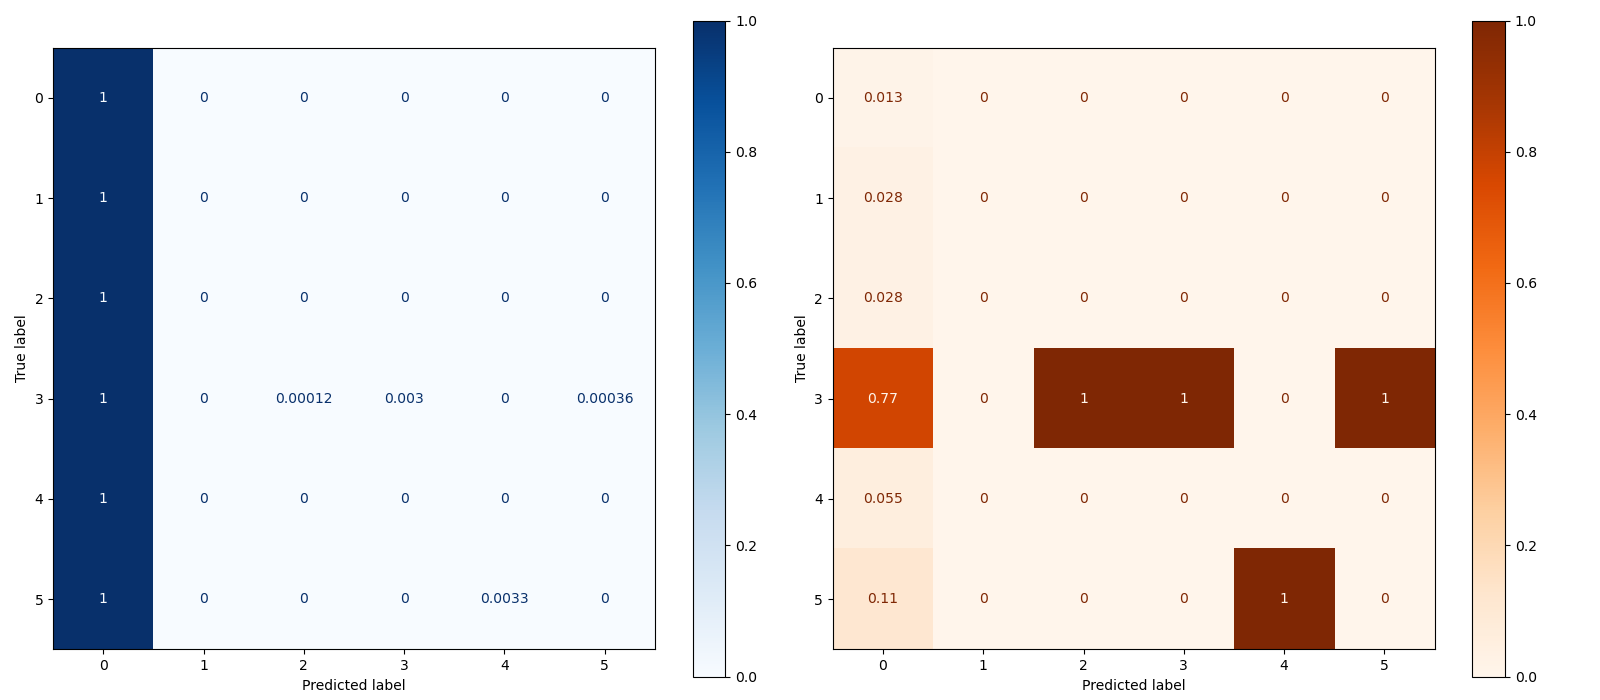 1.0
0.8
0.6
0.4
0.2
0.0
True label
0 1 0 0 0 0 0
1 1 0 0 0 0 0
2 1 0 0 0 0 0
3 1 0 0.00012 0.003 0 0.00036
4 1 0 0 0 0 0
5 1 0 0 0 0.0033 0
0 1 2 3 4 5
Predicted label
1.0
0.8
0.6
0.4
0.2
0.0
True label
0 0.013 0 0 0 0 0
1 0.028 0 0 0 0 0
2 0.028 0 0 0 0 0
3 0.77 0 1 1 0 1
4 0.055 0 0 0 0 0
5 0.11 0 0 0 1 0
0 1 2 3 4 5
Predicted label